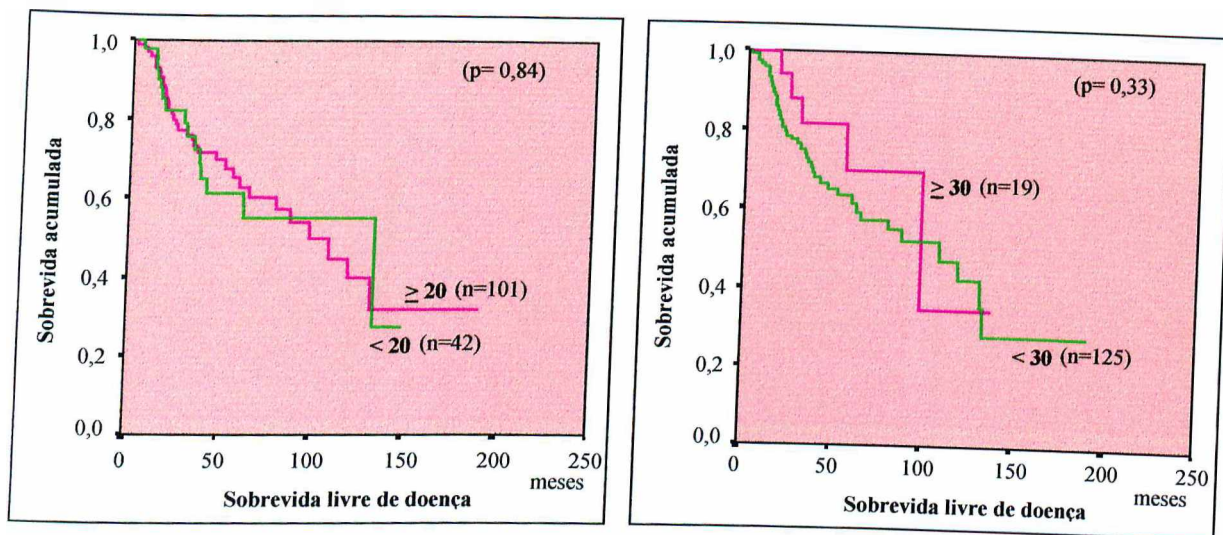 1,0
(p= 0,84)
0,8
0,6
0,4
≥ 20 (n=101)
< 20 (n=42)
0,2
0,0
0
50
100
150
200
250
meses
Sobrevida livre de doença
Sobrevida acumulada
1,0
(p= 0,33)
0,8
≥ 30 (n=19)
0,6
0,4
< 30 (n=125)
0,2
0,0
0
50
100
150
200
250
meses
Sobrevida livre de doença
Sobrevida acumulada